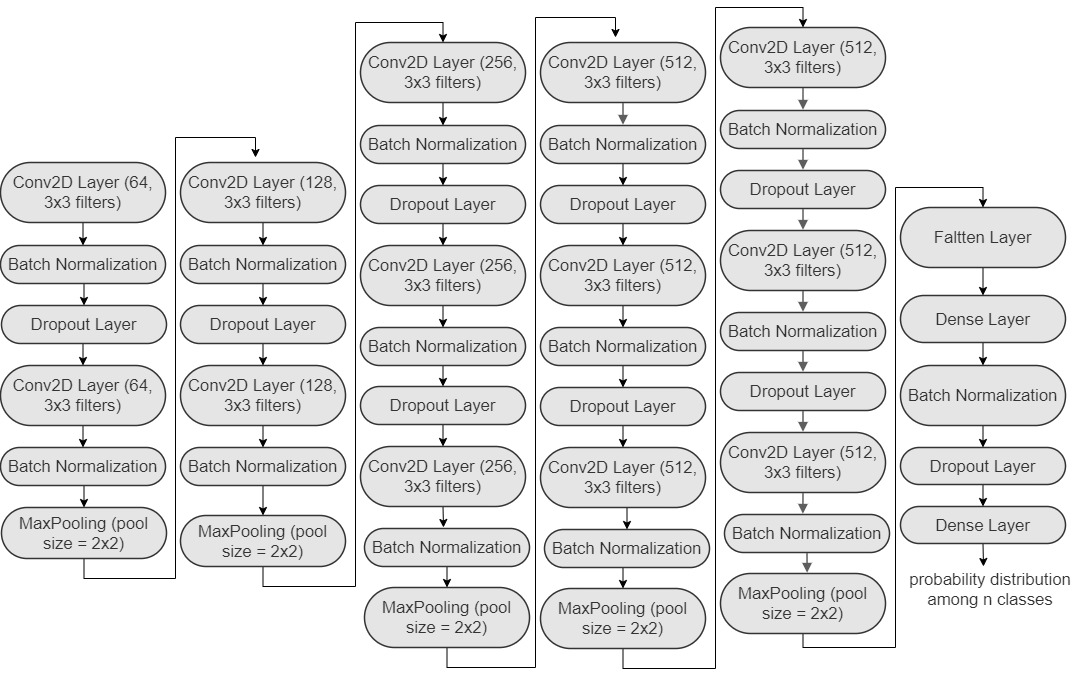 Conv2D Layer (64,
3x3 filters)
Batch Normalization
Dropout Layer
Conv2D Layer (64,
3x3 filters)
Batch Normalization
MaxPooling (pool
size = 2x2)
Conv2D Layer (128,
3x3 filters)
Batch Normalization
Dropout Layer
Conv2D Layer (128,
3x3 filters)
Batch Normalization
MaxPooling (pool
size = 2x2)
Conv2D Layer (256,
3x3 filters)
Batch Normalization
Dropout Layer
Conv2D Layer (256,
3x3 filters)
Batch Normalization
Dropout Layer
Conv2D Layer (256,
3x3 filters)
Batch Normalization
MaxPooling (pool
size = 2x2)
Conv2D Layer (512,
3x3 filters)
Batch Normalization
Dropout Layer
Conv2D Layer (512,
3x3 filters)
Batch Normalization
Dropout Layer
Conv2D Layer (512,
3x3 filters)
Batch Normalization
MaxPooling (pool
size = 2x2)
Conv2D Layer (512,
3x3 filters)
Batch Normalization
Dropout Layer
Conv2D Layer (512,
3x3 filters)
Batch Normalization
Dropout Layer
Conv2D Layer (512,
3x3 filters)
Batch Normalization
MaxPooling (pool
size = 2x2)
Faltten Layer
Dense Layer
Batch Normalization
Dropout Layer
Dense Layer
probability distribution
among n classes